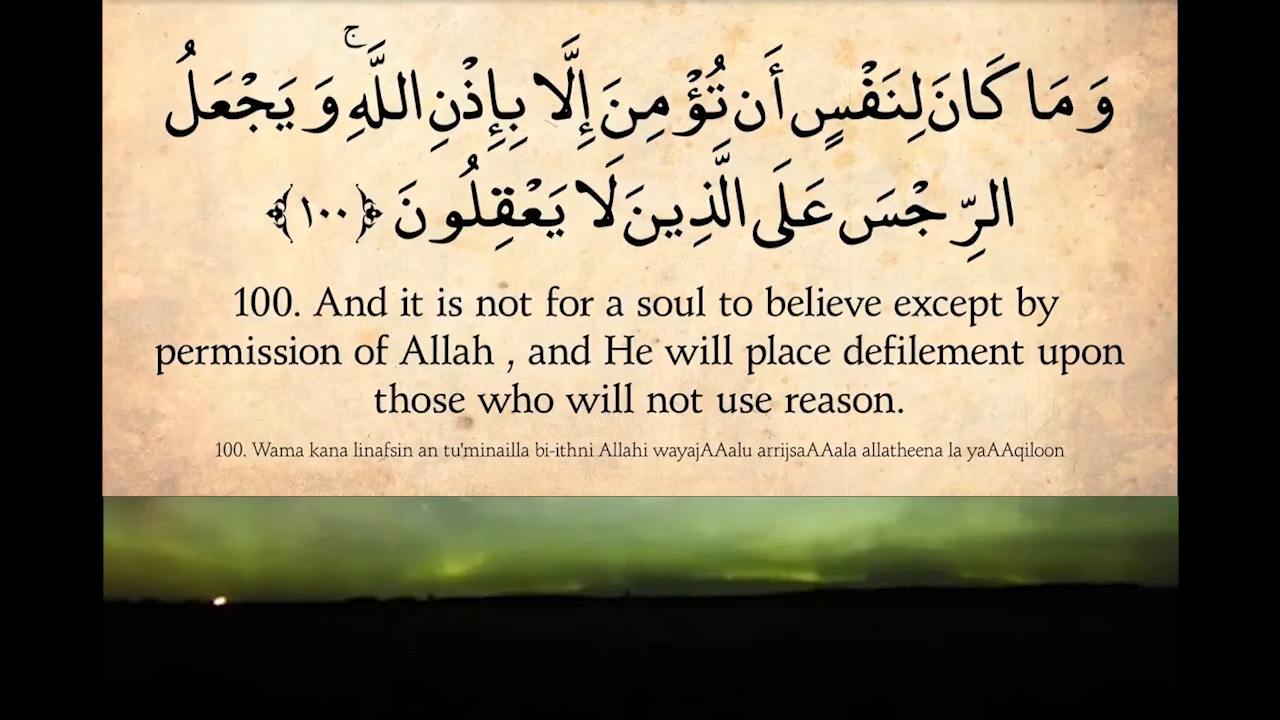 وَمَا كَانَ لِنَفْسٍ أَن تُؤْمِنَ إِلَّا بِإِذْنِ اللَّهِ ۚ وَيَجْعَلُ
الرِّجْسَ عَلَى الَّذِينَ لَا يَعْقِلُونَ ﴿١٠٠﴾
100. And it is not for a soul to believe except by
permission of Allah , and He will place defilement upon
those who will not use reason.
100. Wama kana linafsin an tu'minailla bi-ithni Allahi wayajAAalu arrijsaAAala allatheena la yaAAqiloon